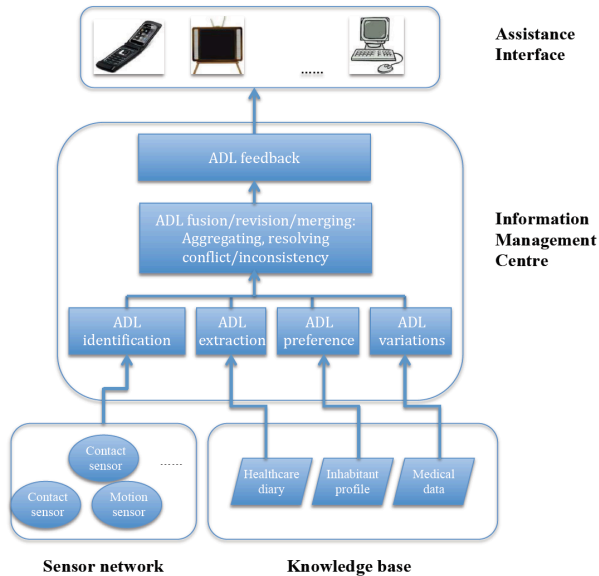 Assistance
Interface
......
ADL feedback
ADL fusion/revision/merging:
Aggregating, resolving
conflict/inconsistency
Information
Management
Centre
ADL
identification
ADL
extraction
ADL
preference
ADL
variations
Contact
sensor
......
Contact
sensor
Motion
sensor
Healthcare
diary
Inhabitant
profile
Medical
data
Sensor network
Knowledge base